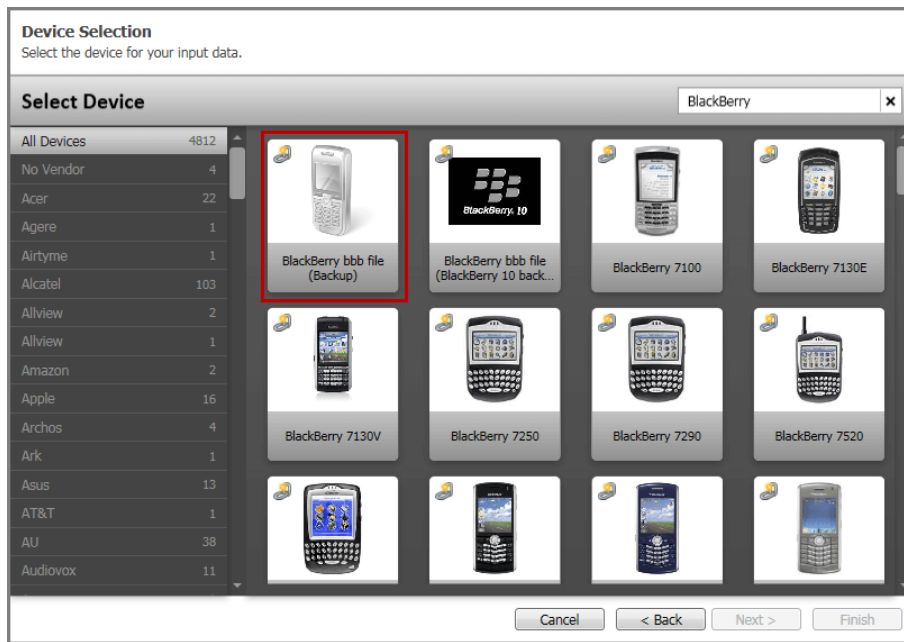 Device Selection
Select the device for your input data.
Select Device
BlackBerry
All Devices 4812
No Vendor 4
Acer 22
Agere 1
Airtyme 1
Alcatel 103
Allview 2
Allview 1
Amazon 2
Apple 16
Archos 4
Ark 1
Asus 13
AT&T 1
AU 38
Audiovox 11
BlackBerry bbb file
(Backup)
BlackBerry. 10
BlackBerry bbb file
(BlackBerry 10 back...
BlackBerry 7100
BlackBerry 7130E
BlackBerry 7130V
BlackBerry 7250
BlackBerry 7290
BlackBerry 7520
Cancel
< Back
Next >
Finish